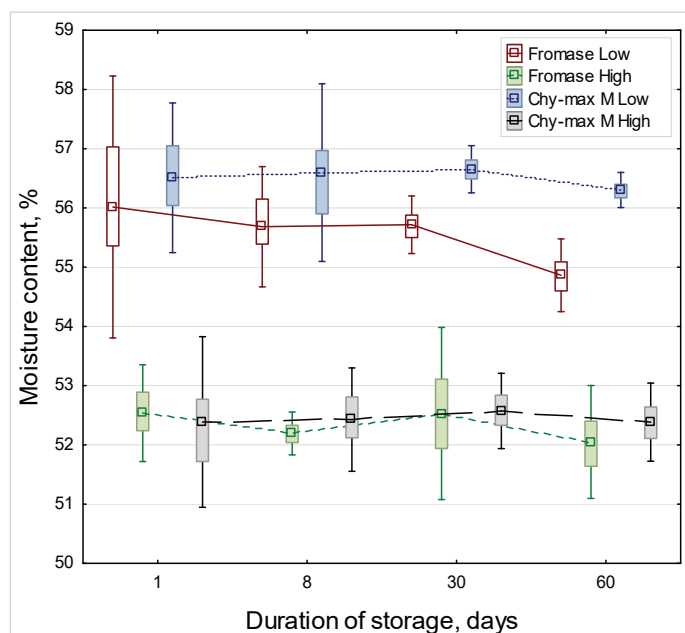 59
58
57
56
55
54
53
52
51
50
Moisture content, %
Fromase Low
Fromase High
Chy-max M Low
Chy-max M High
1 8 30 60
Duration of storage, days